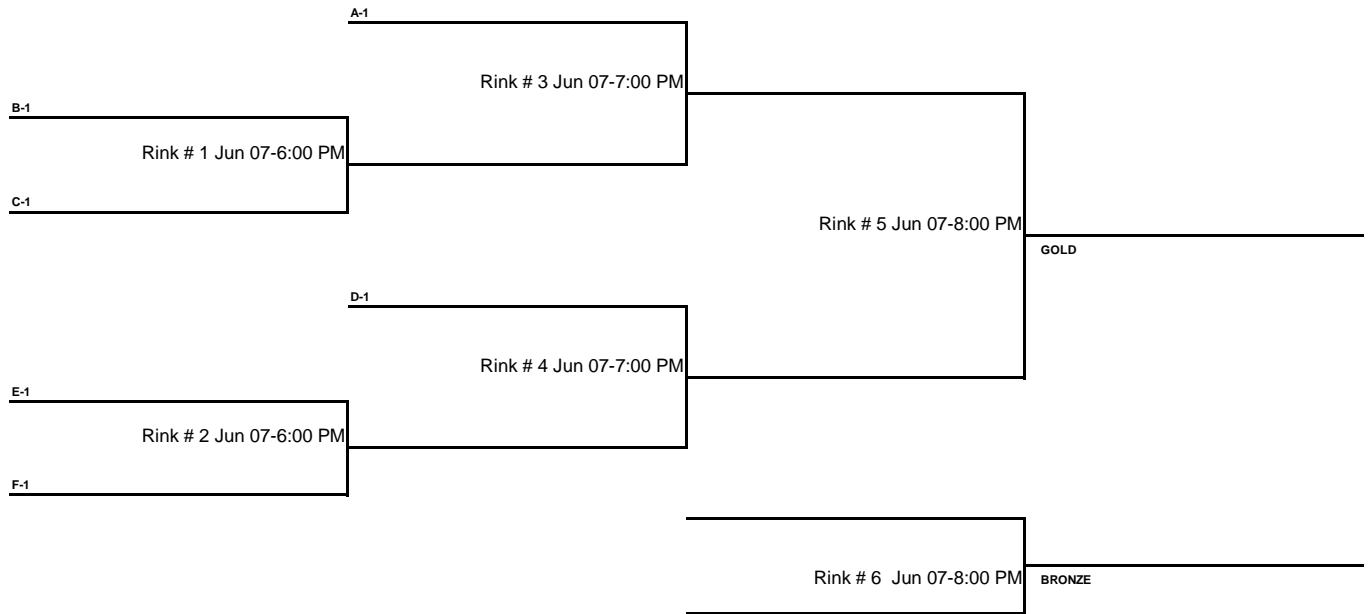 A-1
Rink # 3 Jun 07-7:00 PM
B-1
Rink # 1 Jun 07-6:00 PM
C-1
Rink # 5 Jun 07-8:00 PM
GOLD
D-1
Rink # 4 Jun 07-7:00 PM
E-1
Rink # 2 Jun 07-6:00 PM
F-1
Rink # 6 Jun 07-8:00 PM
BRONZE